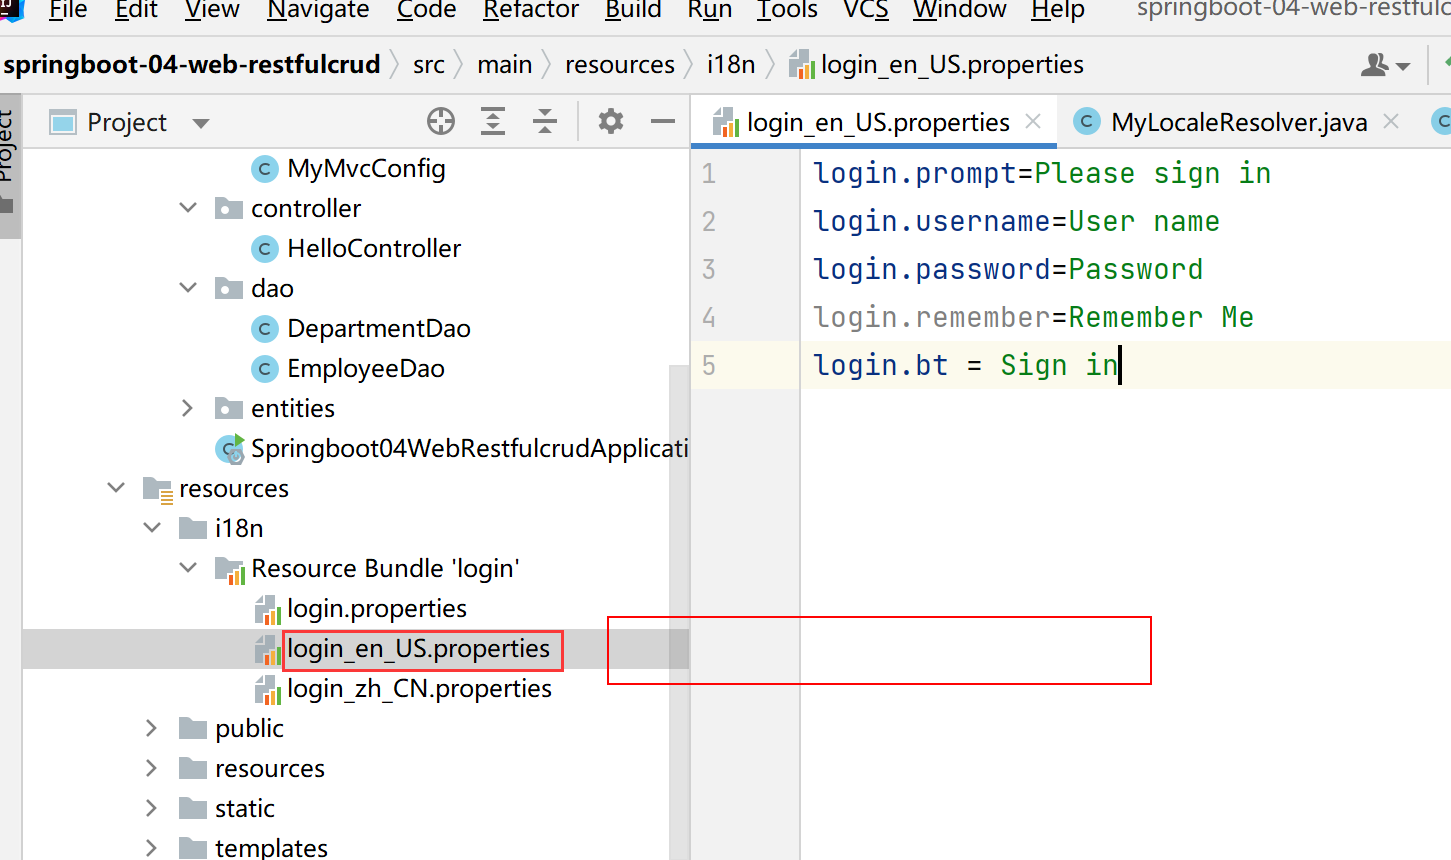 File Edit View Navigate Code Refactor Build Run Tools VCS Window Help springboot-04-web-restfulc
springboot-04-web-restfulcrud src main resources i18n login_en_US.properties
Project
Project
login_en_US.properties
MyLocaleResolver.java
MyMvcConfig
controller
HelloController
dao
DepartmentDao
EmployeeDao
entities
Springboot04WebRestfulcrudApplicati
resources
i18n
Resource Bundle 'login'
login.properties
login_en_US.properties
login_zh_CN.properties
public
resources
static
templates
1 login.prompt=Please sign in
2 login.username=User name
3 login.password=Password
4 login.remember=Remember Me
5 login.bt = Sign in